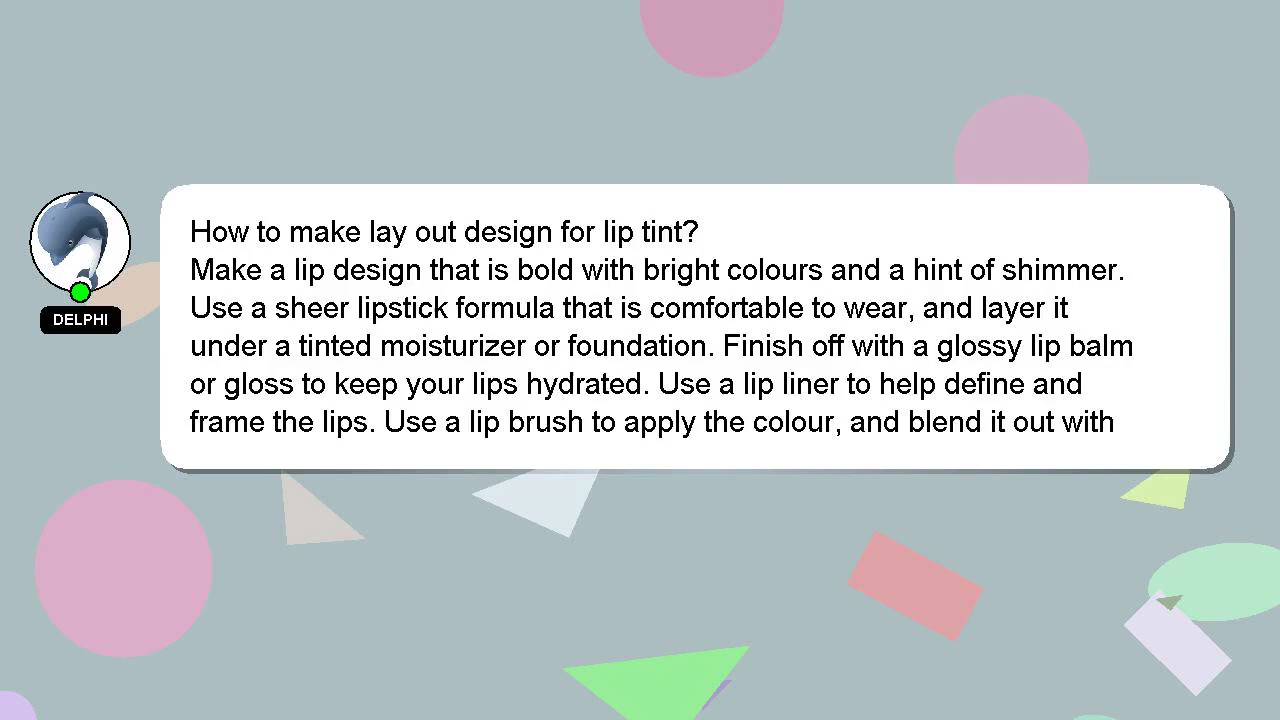 How to make lay out design for lip tint?
Make a lip design that is bold with bright colours and a hint of shimmer.
Use a sheer lipstick formula that is comfortable to wear, and layer it
under a tinted moisturizer or foundation. Finish off with a glossy lip balm
or gloss to keep your lips hydrated. Use a lip liner to help define and
frame the lips. Use a lip brush to apply the colour, and blend it out with
DELPHI